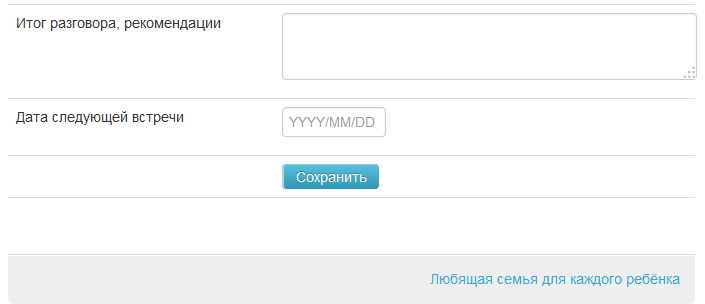 Итог разговора, рекомендации
Дата следующей встречи
YYYY/MM/DD
Сохранить
Любящая семья для каждого ребёнка